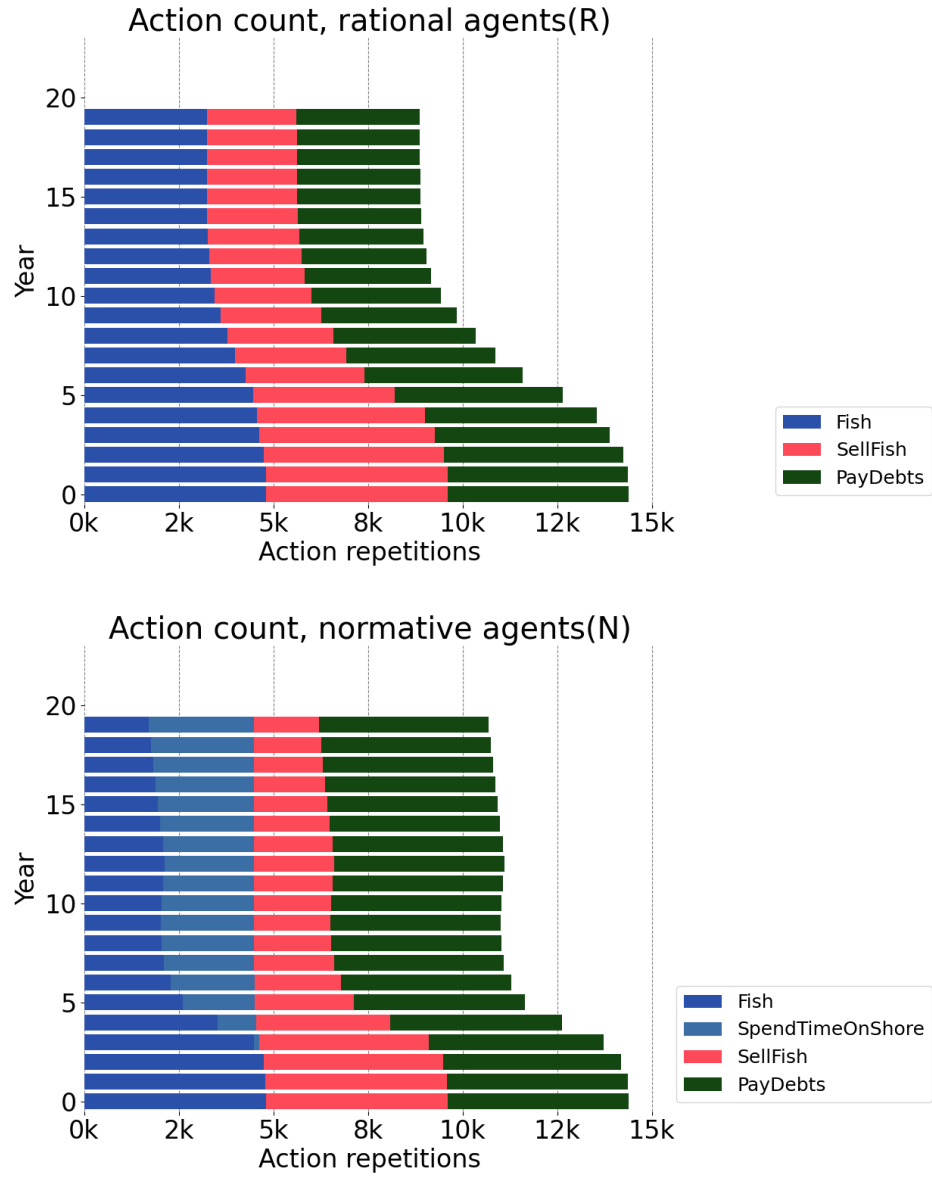 Action count, rational agents(R)
20
15
10
5
0
Year
0k 2k 5k 8k 10k 12k 15k
Action repetitions
Fish
SellFish
PayDebts
Action count, normative agents(N)
20
15
10
5
0
Year
0k 2k 5k 8k 10k 12k 15k
Action repetitions
Fish
SpendTimeOnShore
SellFish
PayDebts